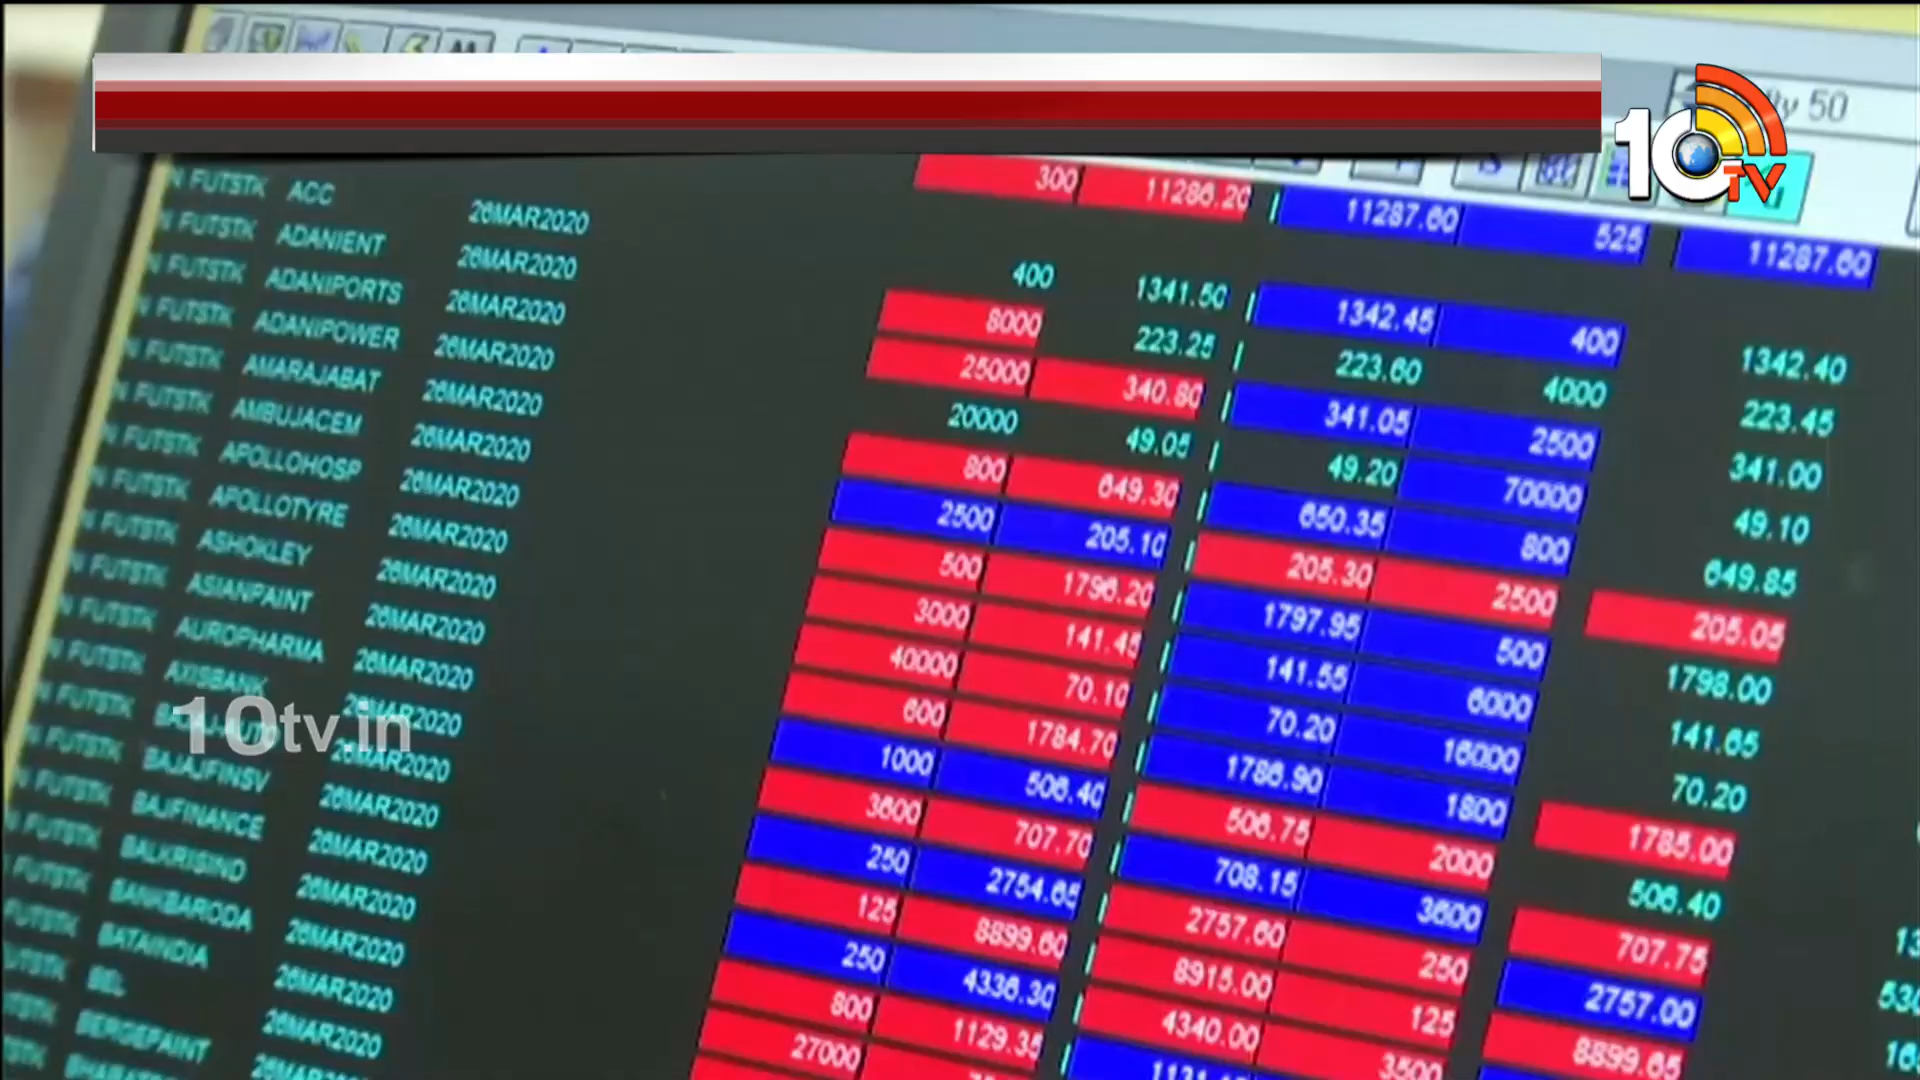 50
300 11286.20 11287.60 525 11287.60
10TV
N FUTSTK ACC 26MAR2020 400 1341.50 1342.45 400 1342.40
N FUTSTK ADANIENT 26MAR2020 8000 223.25 223.60 4000 223.45
N FUTSTK ADANIPORTS 26MAR2020 25000 340.80 341.05 2500 341.00
N FUTSTK ADANIPOWER 26MAR2020 20000 49.05 49.20 70000 49.10
N FUTSTK AMARAJABAT 26MAR2020 800 649.30 650.35 800 649.85
N FUTSTK AMBUJACEM 26MAR2020 2500 205.10 205.30 2500 205.05
N FUTSTK APOLLOHOSP 26MAR2020 500 1796.20 1797.95 500 1798.00
N FUTSTK APOLLOTYRE 26MAR2020 3000 141.45 141.55 6000 141.65
N FUTSTK ASHOKLEY 26MAR2020 40000 70.10 70.20 16000 70.20
N FUTSTK ASIANPAINT 26MAR2020 600 1784.70 1786.90 1800 1785.00
N FUTSTK AUROPHARMA 26MAR2020 1000 506.40 506.75 2000 506.40
N FUTSTK AXISBANK 26MAR2020 3600 707.70 708.15 3600 707.75
N FUTSTK BAJAJ-AUTO 26MAR2020 250 2754.65 2757.60 250 2757.00
N FUTSTK BAJAJFINSV 26MAR2020 125 8899.60 8915.00 125 8899.65
N FUTSTK BAJFINANCE 26MAR2020 250 4336.30 4340.00 3500
FUTSTK BALKRISIND 26MAR2020 800 1129.35
FUTSTK BANKBARODA 26MAR2020 27000
FUTSTK BATAINDIA 26MAR2020
BEL 26MAR2020
BERGEPAINT 26MAR2020
10tv.in